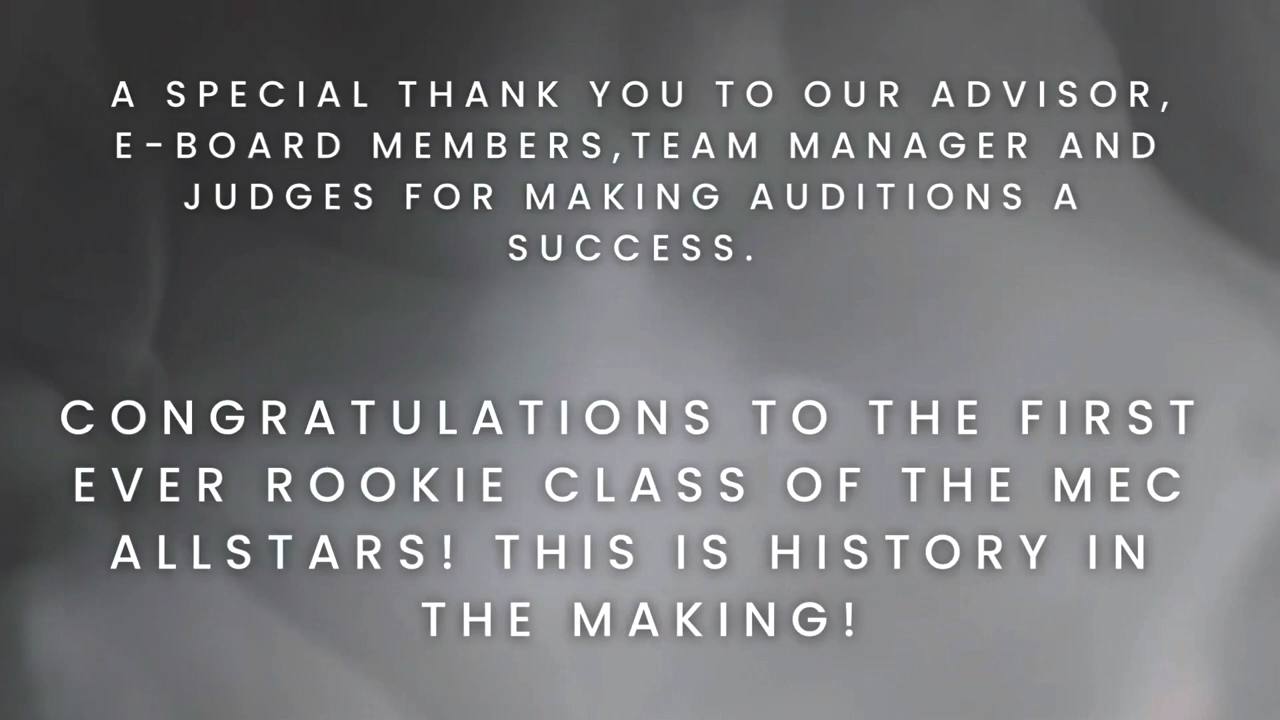 A SPECIAL THANK YOU TO OUR ADVISOR,
E-BOARD MEMBERS,TEAM MANAGER AND
JUDGES FOR MAKING AUDITIONS A
SUCCESS.
CONGRATULATIONS TO THE FIRST
EVER ROOKIE CLASS OF THE MEC
ALLSTARS! THIS IS HISTORY IN
THE MAKING!